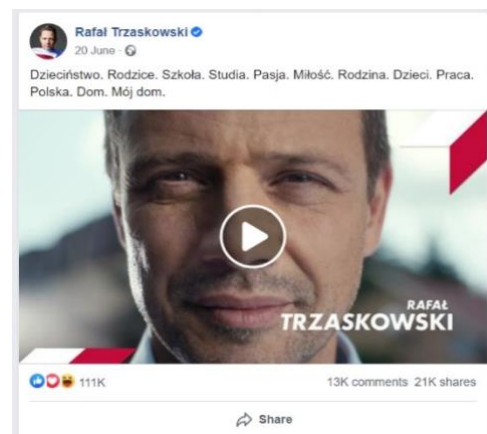 Rafał Trzaskowski
20 June ·
Dzieciństwo. Rodzice. Szkoła. Studia. Pasja. Miłość. Rodzina. Dzieci. Praca.
Polska. Dom. Mój dom.
RAFAŁ
TRZASKOWSKI
111K
13K comments 21K shares
Share